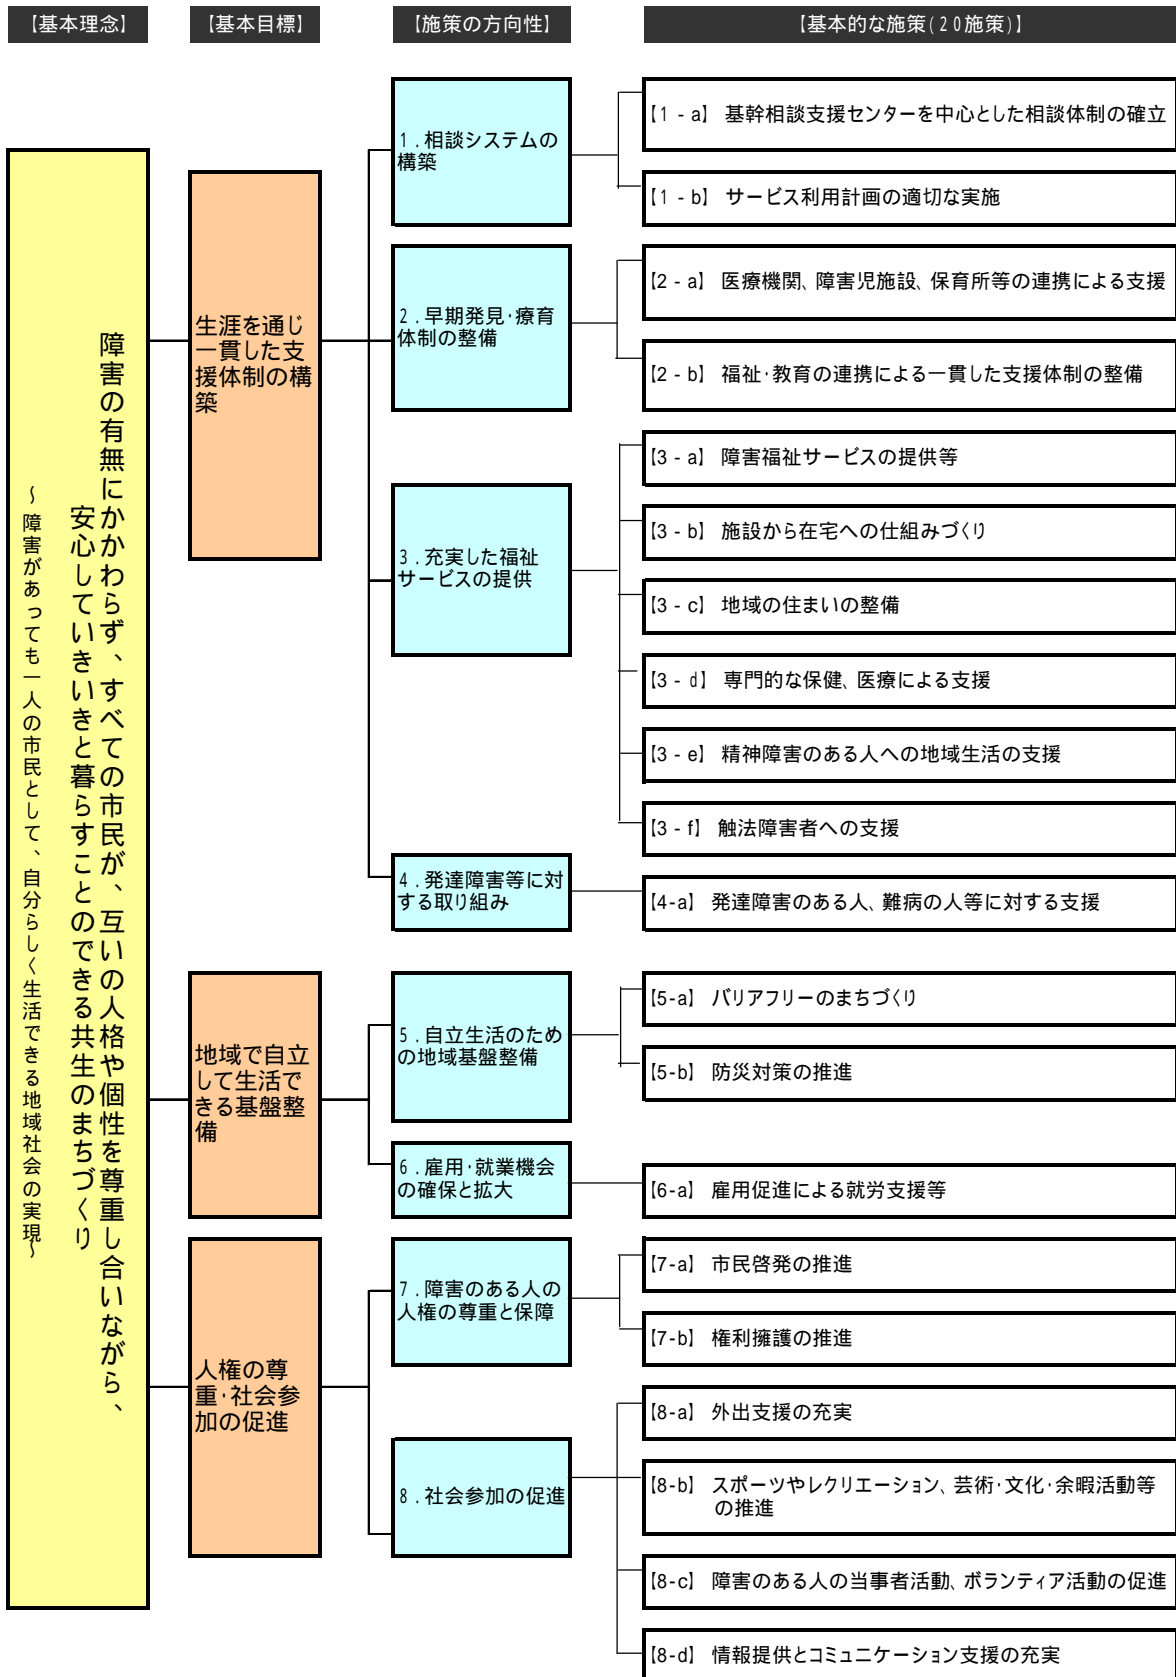 【基本理念】
【基本目標】
【施策の方向性】
【基本的な施策(20施策)】
障害の有無にかかわらず、すべての市民が、互いの人格や個性を尊重し合いながら、
安心していきいきと暮らすことのできる共生のまちづくり
～障害があっても一人の市民として、自分らしく生活できる地域社会の実現～
生涯を通じ
一貫した支
援体制の構
築
1.相談システムの
構築
【1-a】 基幹相談支援センターを中心とした相談体制の確立
【1-b】 サービス利用計画の適切な実施
2.早期発見・療育
体制の整備
【2-a】 医療機関、障害児施設、保育所等の連携による支援
【2-b】 福祉・教育の連携による一貫した支援体制の整備
3.充実した福祉
サービスの提供
【3-a】 障害福祉サービスの提供等
【3-b】 施設から在宅への仕組みづくり
【3-c】 地域の住まいの整備
【3-d】 専門的な保健、医療による支援
【3-e】 精神障害のある人への地域生活の支援
【3-f】 触法障害者への支援
4.発達障害等に対
する取り組み
【4-a】 発達障害のある人、難病の人等に対する支援
地域で自立
して生活で
きる基盤整
備
5.自立生活のため
の地域基盤整備
【5-a】 バリアフリーのまちづくり
【5-b】 防災対策の推進
6.雇用・就業機会
の確保と拡大
【6-a】 雇用促進による就労支援等
人権の尊
重・社会参
加の促進
7.障害のある人の
人権の尊重と保障
【7-a】 市民啓発の推進
【7-b】 権利擁護の推進
8.社会参加の促進
【8-a】 外出支援の充実
【8-b】 スポーツやレクリエーション、芸術・文化・余暇活動等
の推進
【8-c】 障害のある人の当事者活動、ボランティア活動の促進
【8-d】 情報提供とコミュニケーション支援の充実